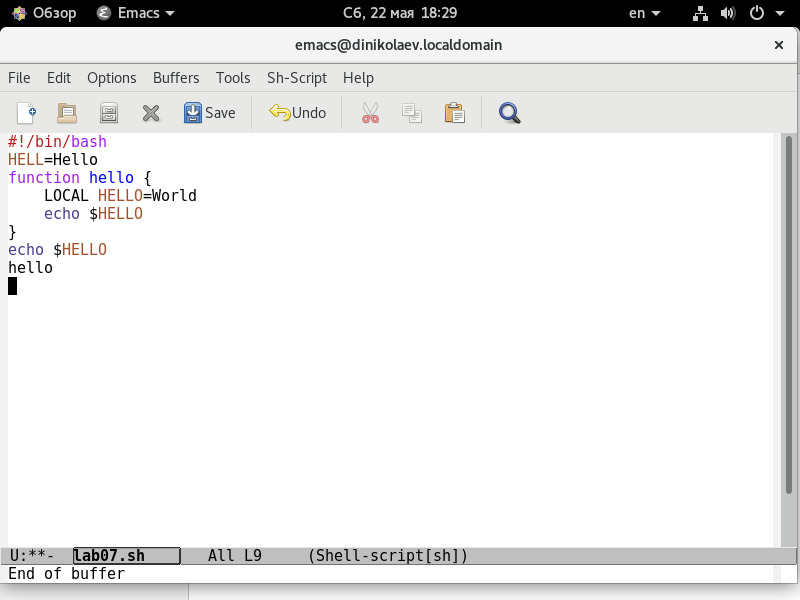 Обзор Emacs Сб, 22 мая 18:29 en
emacs@dinikolaev.localdomain
File Edit Options Buffers Tools Sh-Script Help
Save Undo
#!/bin/bash
HELL=Hello
function hello {
    LOCAL HELLO=World
    echo $HELLO
}
echo $HELLO
hello
U:**- lab07.sh All L9 (Shell-script[sh])
End of buffer